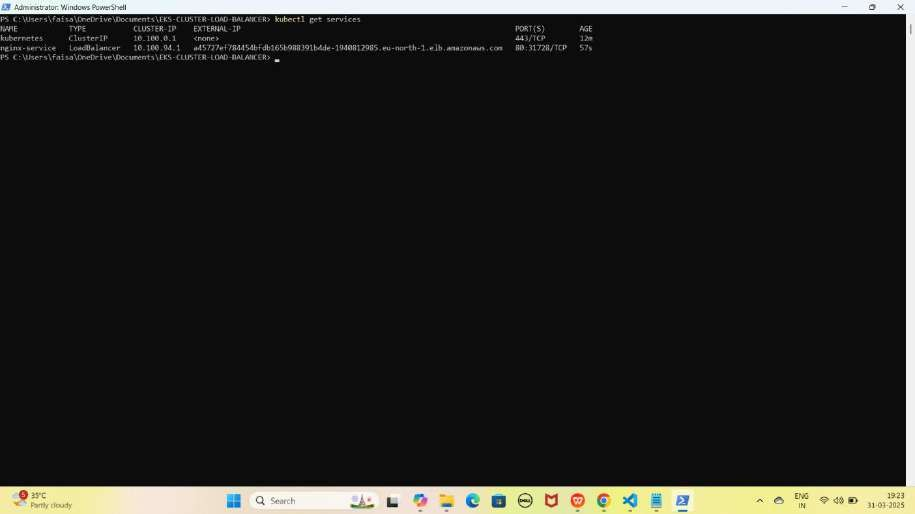 Administrator: Windows PowerShell
PS C:\Users\faisa\OneDrive\Documents\EKS-CLUSTER-LOAD-BALANCER> kubectl get services
NAME TYPE CLUSTER-IP EXTERNAL-IP PORT(S) AGE
kubernetes ClusterIP 10.100.0.1 <none> 443/TCP 12m
nginx-service LoadBalancer 10.100.94.1 a45727ef784454bfdb165b988391b4de-1940812985.eu-north-1.elb.amazonaws.com 80:31728/TCP 57s
PS C:\Users\faisa\OneDrive\Documents\EKS-CLUSTER-LOAD-BALANCER>
5
35°C
Partly cloudy
Search
DELL
ENG
IN
19:23
31-03-2025